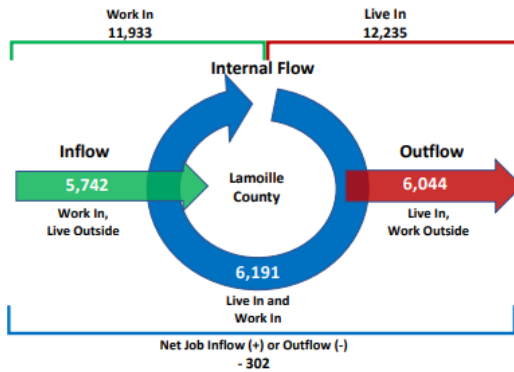 Work In
11,933
Live In
12,235
Internal Flow
Inflow
5,742
Work In,
Live Outside
Lamoille
County
Outflow
6,044
Live In,
Work Outside
6,191
Live In and
Work In
Net Job Inflow (+) or Outflow (-)
- 302